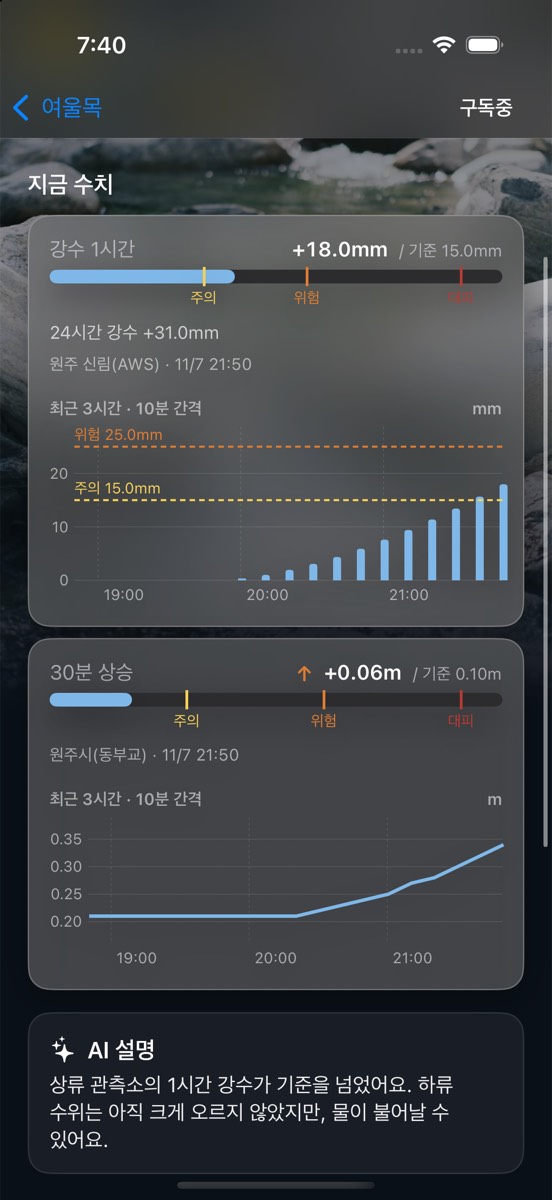 7:40
여울목
구독중
지금 수치
강수 1시간 +18.0mm / 기준 15.0mm
주의 위험
24시간 강수 +31.0mm
원주 신림(AWS) · 11/7 21:50
최근 3시간 · 10분 간격 mm
위험 25.0mm
20
주의 15.0mm
10
0
19:00 20:00 21:00
30분 상승 ↑ +0.06m / 기준 0.10m
주의 위험 대피
원주시(동부교) · 11/7 21:50
최근 3시간 · 10분 간격 m
0.35
0.30
0.25
0.20
19:00 20:00 21:00
AI 설명
상류 관측소의 1시간 강수가 기준을 넘었어요. 하류
수위는 아직 크게 오르지 않았지만, 물이 불어날 수
있어요.